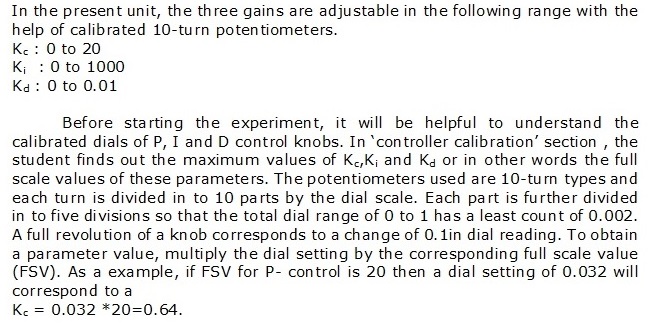 In the present unit, the three gains are adjustable in the following range with the
help of calibrated 10-turn potentiometers.
Kc : 0 to 20
Ki : 0 to 1000
Kd : 0 to 0.01
Before starting the experiment, it will be helpful to understand the
calibrated dials of P, I and D control knobs. In ‘controller calibration’ section , the
student finds out the maximum values of Kc,Ki and Kd or in other words the full
scale values of these parameters. The potentiometers used are 10-turn types and
each turn is divided in to 10 parts by the dial scale. Each part is further divided
in to five divisions so that the total dial range of 0 to 1 has a least count of 0.002.
A full revolution of a knob corresponds to a change of 0.1in dial reading. To obtain
a parameter value, multiply the dial setting by the corresponding full scale value
(FSV). As a example, if FSV for P- control is 20 then a dial setting of 0.032 will
correspond to a
Kc = 0.032 *20=0.64.